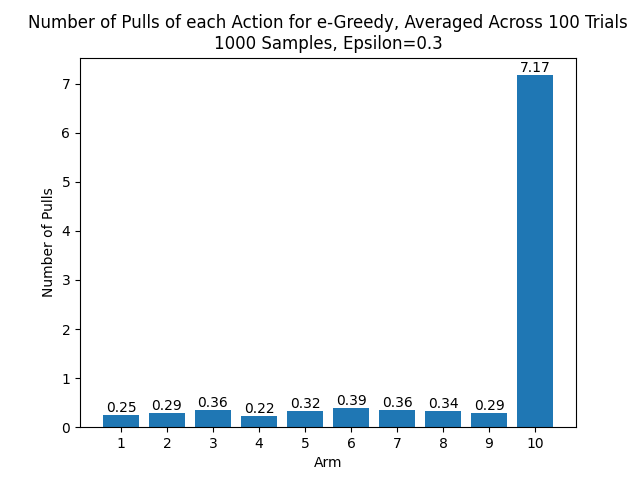 Number of Pulls of each Action for e-Greedy, Averaged Across 100 Trials
1000 Samples, Epsilon=0.3
7.17
7
6
5
4
3
2
1
0
Number of Pulls
0.25 0.29 0.36 0.22 0.32 0.39 0.36 0.34 0.29
1 2 3 4 5 6 7 8 9 10
Arm